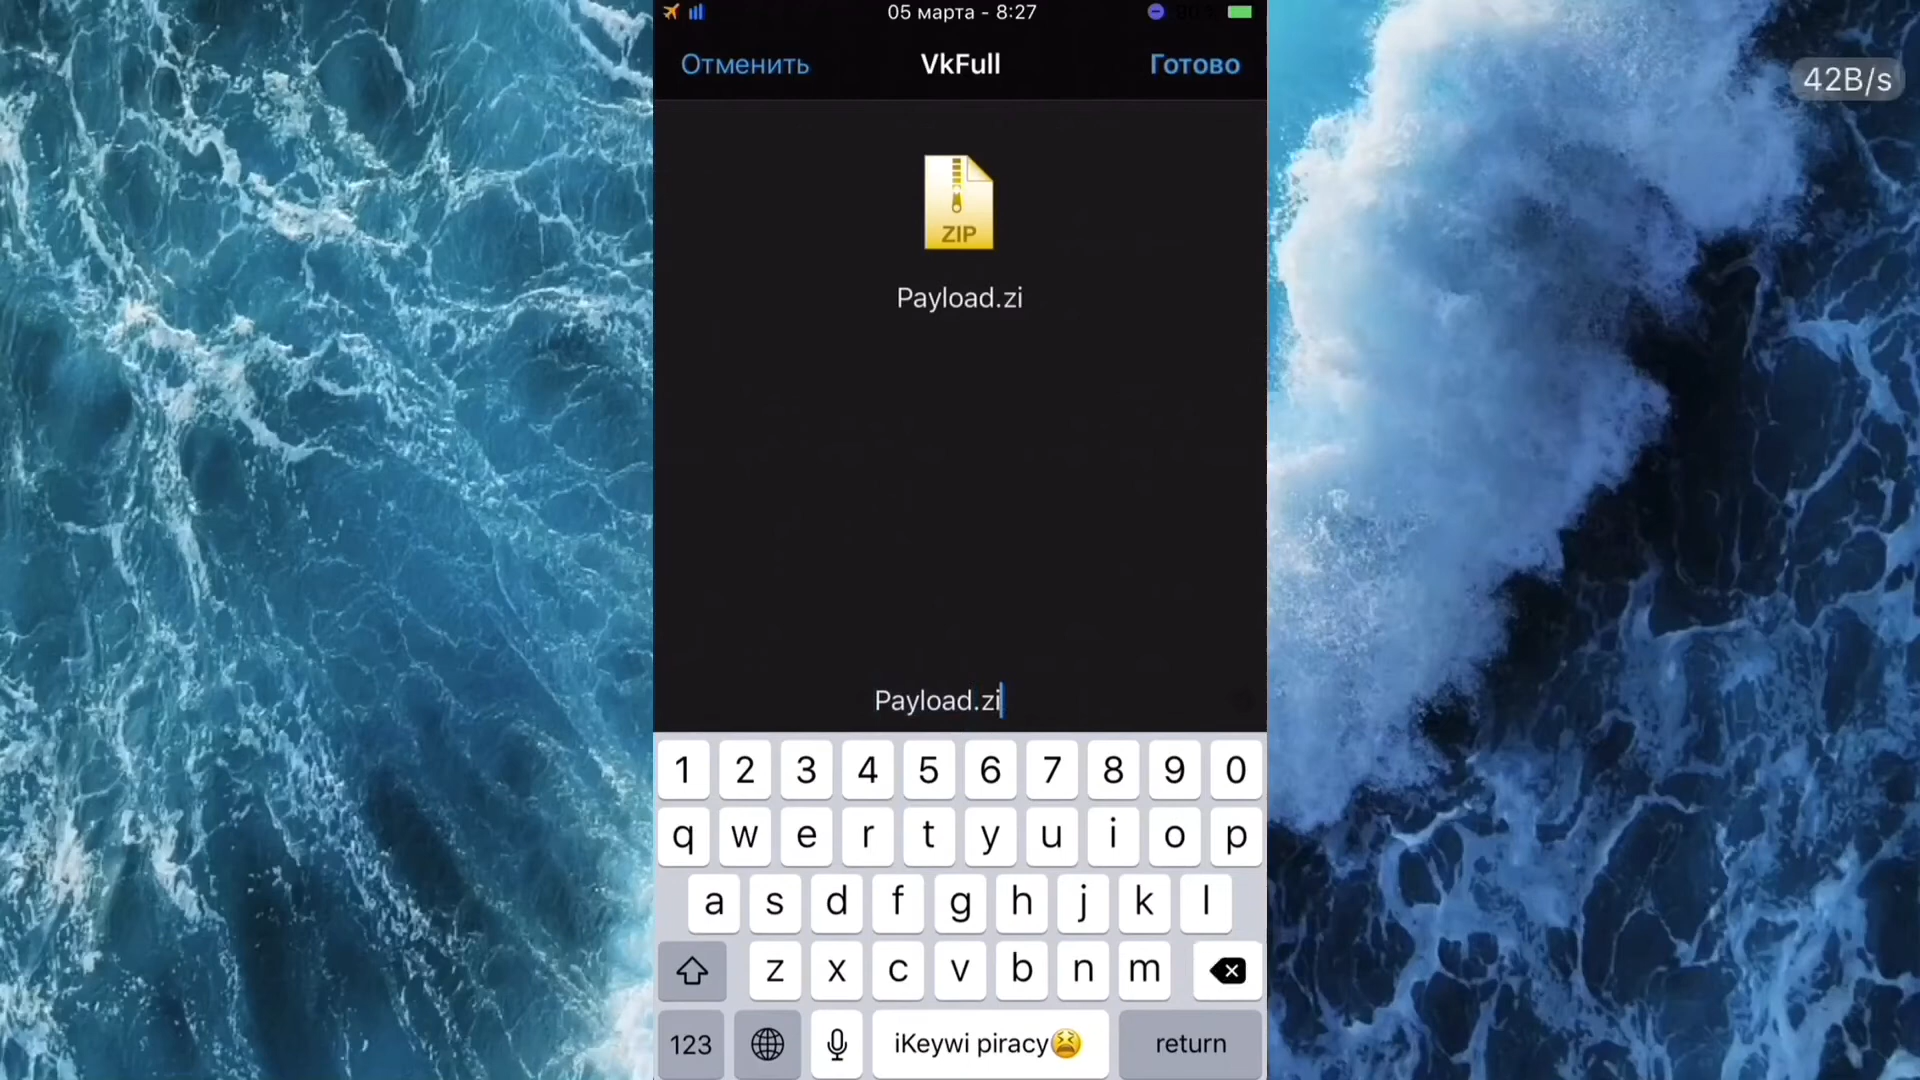 05 марта - 8:27
Отменить VkFull Готово
42B/s
ZIP
Payload.zi
Payload.zi
1 2 3 4 5 6 7 8 9 0
q w e r t y u i o p
a s d f g h j k l
z x c v b n m
123 iKeywi piracy😫 return